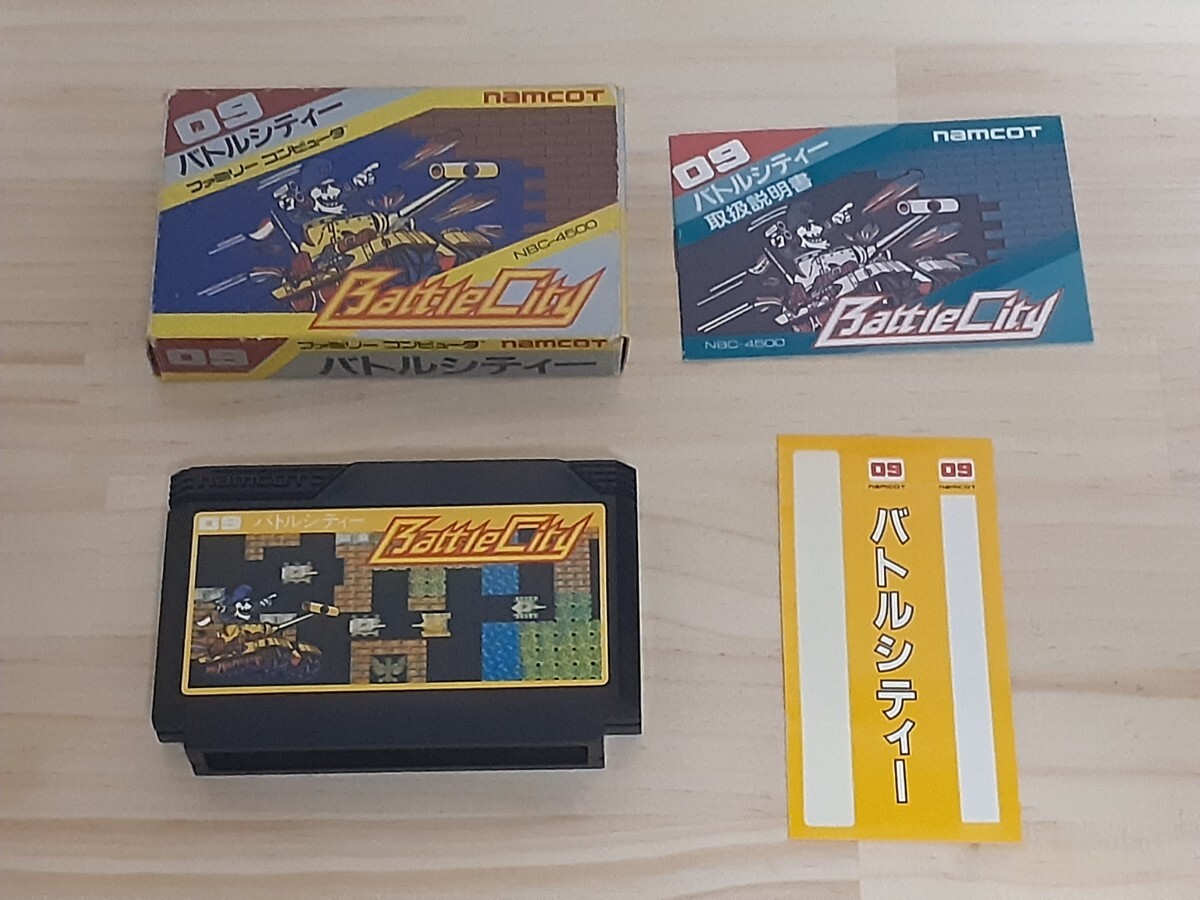 09
バトルシティー
ファミリー コンピュータ
namcot
NBC-4500
BattleCity
09
ファミリー コンピュータ
namcot
バトルシティー
09
バトルシティー
取扱説明書
namcot
BattleCity
NBC-4500
namcot
09 バトルシティー
BattleCity
09
namcot
09
namcot
バトルシティー